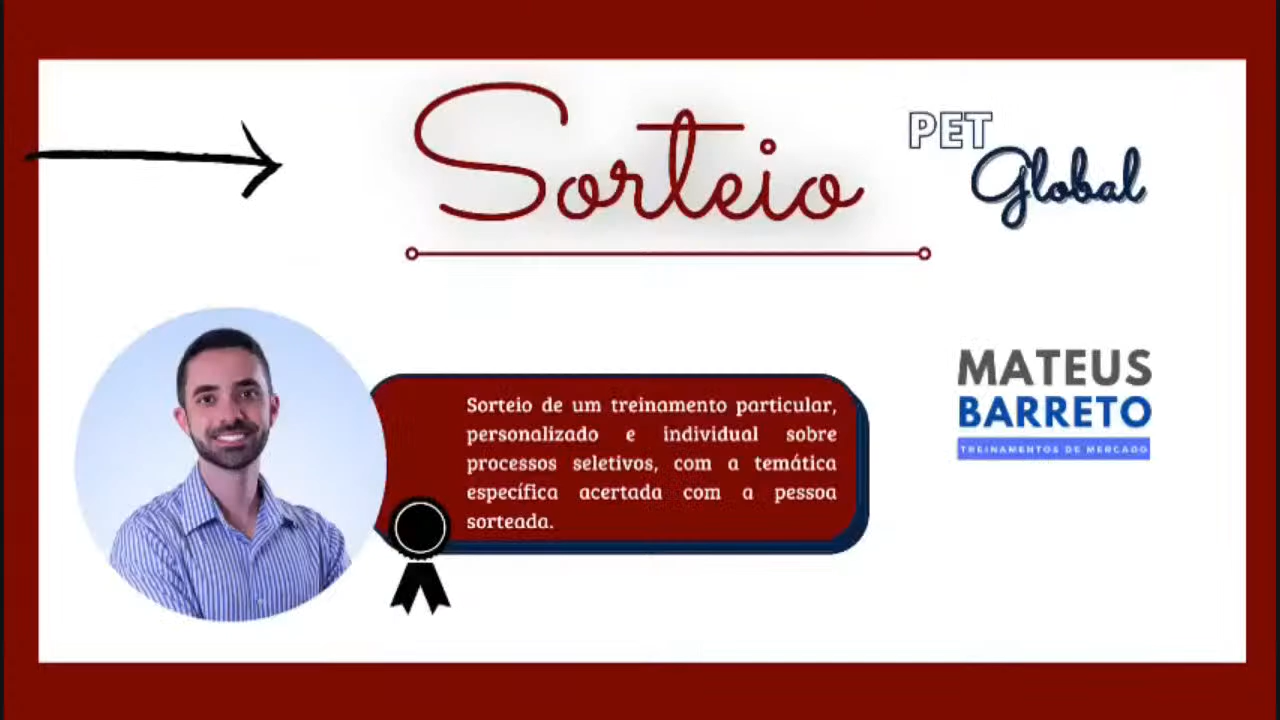 Sorteio
PET
Global
Sorteio de um treinamento particular,
personalizado e individual sobre
processos seletivos, com a temática
específica acertada com a pessoa
sorteada.
MATEUS
BARRETO
TREINAMENTOS DE MERCADO